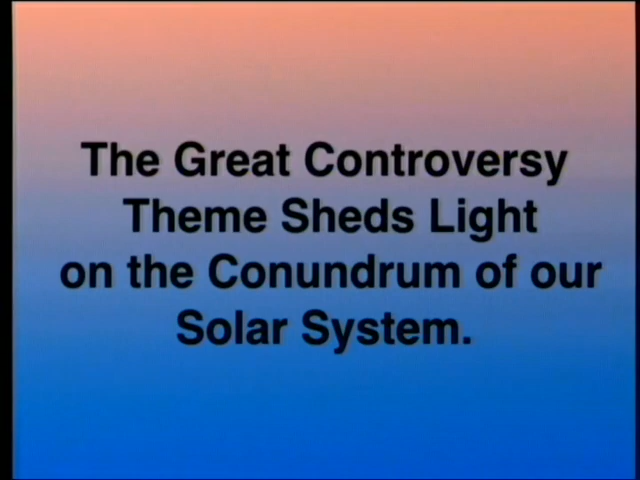 The Great Controversy
Theme Sheds Light
on the Conundrum of our
Solar System.